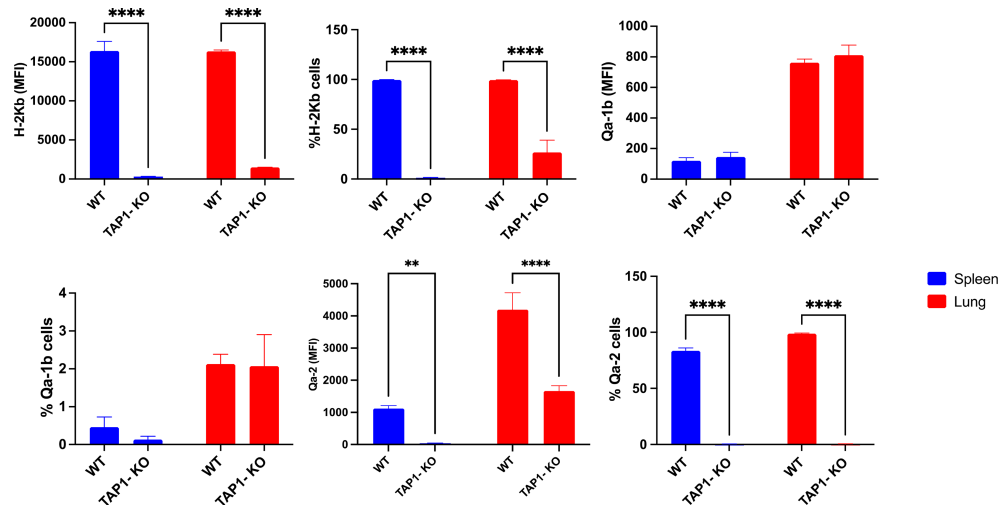 H-2Kb (MFI)
20000
15000
10000
5000
0
****
****
WT
TAP1- KO
WT
TAP1- KO
%H-2Kb cells
150
100
50
0
****
****
WT
TAP1- KO
WT
TAP1- KO
Qa-1b (MFI)
1000
800
600
400
200
0
WT
TAP1- KO
WT
TAP1- KO
% Qa-1b cells
4
3
2
1
0
WT
TAP1- KO
WT
TAP1- KO
Qa-2 (MFI)
5000
4000
3000
2000
1000
0
**
****
WT
TAP1- KO
WT
TAP1- KO
% Qa-2 cells
150
100
50
0
****
****
WT
TAP1- KO
WT
TAP1- KO
Spleen
Lung